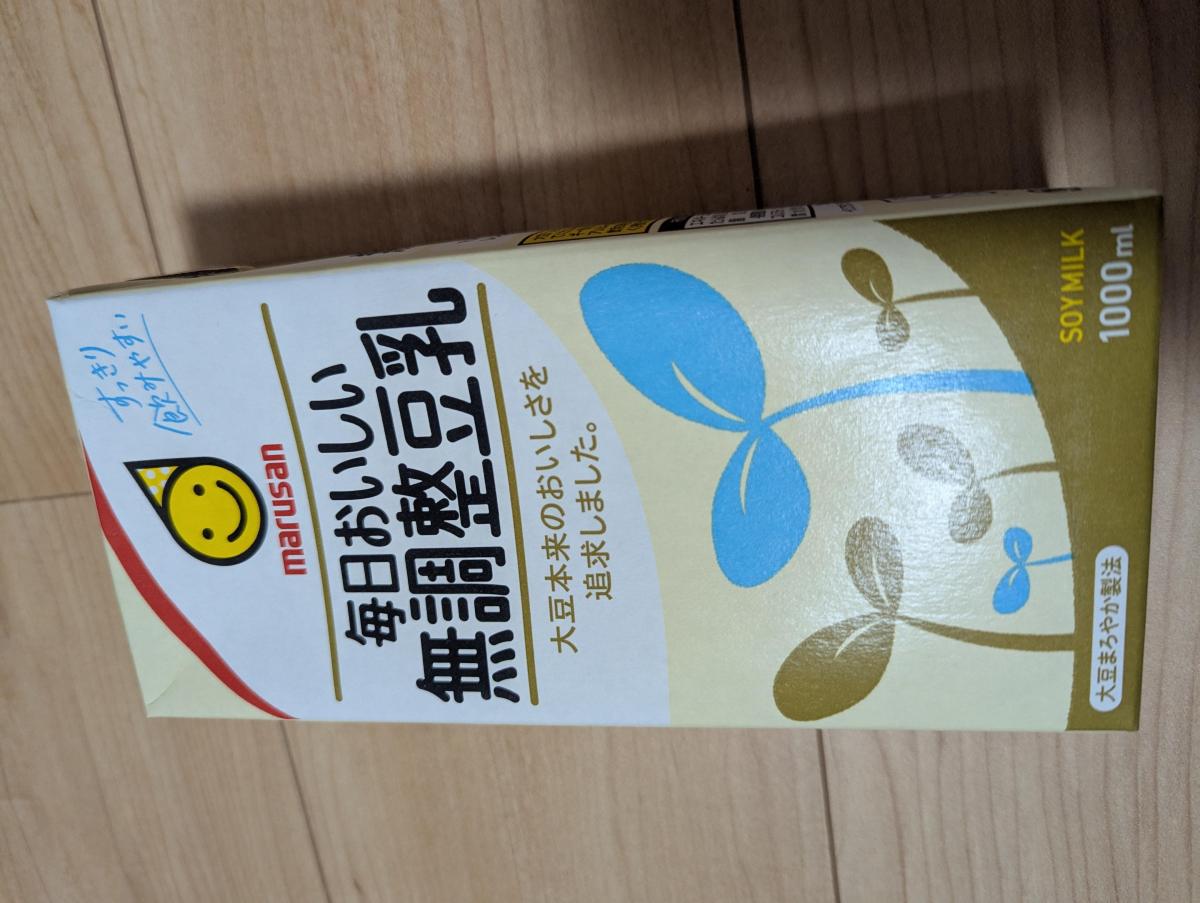 すっきり
飲みやすい
marusan
毎日おいしい
無調整豆乳
大豆本来のおいしさを
追求しました。
大豆まろやか製法
SOYMILK
1000ml